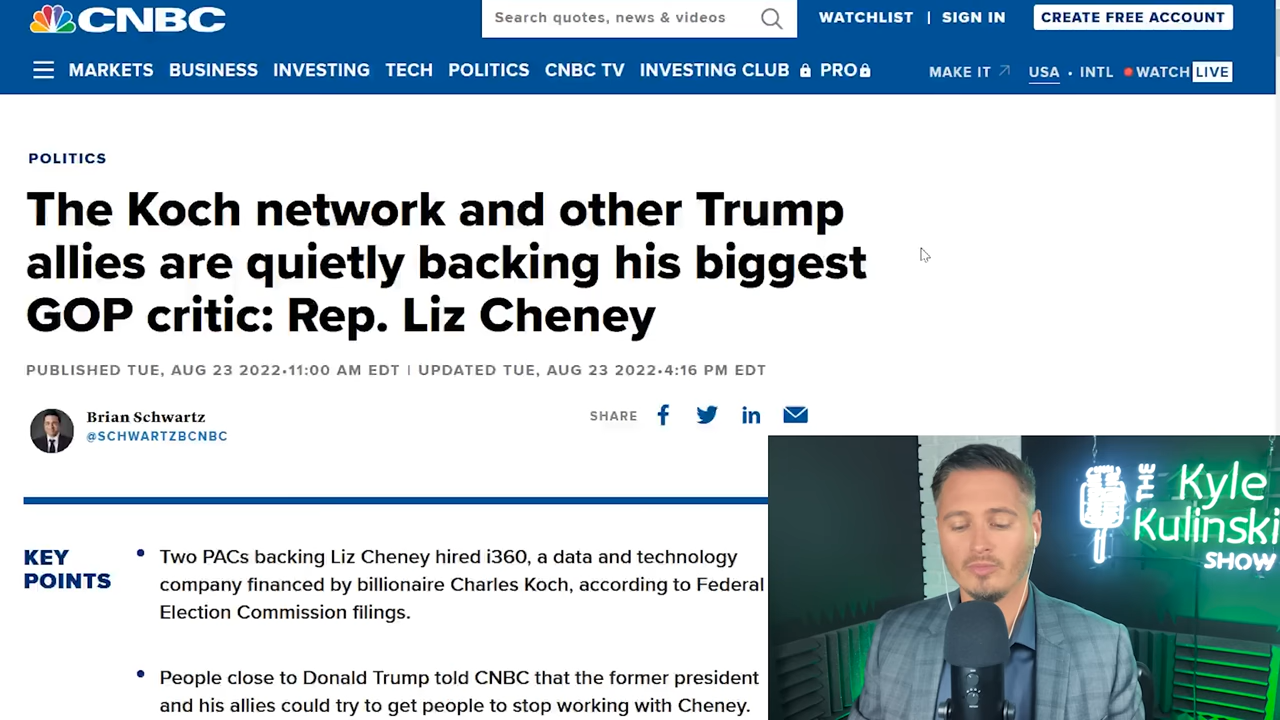 CNBC
Search quotes, news & videos
WATCHLIST | SIGN IN
CREATE FREE ACCOUNT
MARKETS BUSINESS INVESTING TECH POLITICS CNBC TV INVESTING CLUB PRO
MAKE IT USA • INTL WATCH LIVE
POLITICS
The Koch network and other Trump
allies are quietly backing his biggest
GOP critic: Rep. Liz Cheney
PUBLISHED TUE, AUG 23 2022•11:00 AM EDT | UPDATED TUE, AUG 23 2022•4:16 PM EDT
Brian Schwartz
@SCHWARTZBCNBC
SHARE
KEY
POINTS
• Two PACs backing Liz Cheney hired i360, a data and technology
company financed by billionaire Charles Koch, according to Federal
Election Commission filings.
• People close to Donald Trump told CNBC that the former president
and his allies could try to get people to stop working with Cheney.
THE
Kyle
Kulinski
SHOW